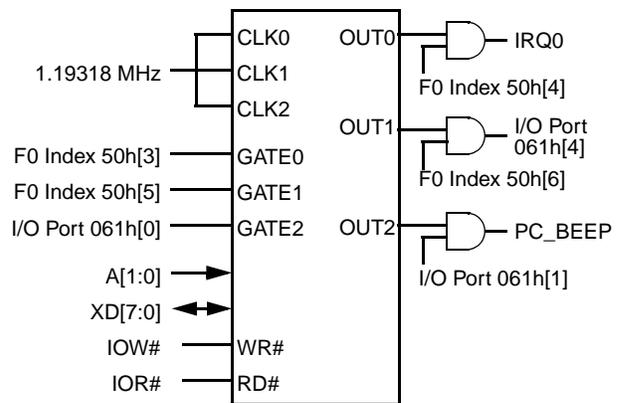 CLK0 OUT0 IRQ0
1.19318 MHz CLK1
F0 Index 50h[4]
CLK2
OUT1 I/O Port
061h[4]
F0 Index 50h[3] GATE0
F0 Index 50h[6]
F0 Index 50h[5] GATE1
I/O Port 061h[0] GATE2 OUT2 PC_BEEP
A[1:0]
I/O Port 061h[1]
XD[7:0]
IOW# WR#
IOR# RD#